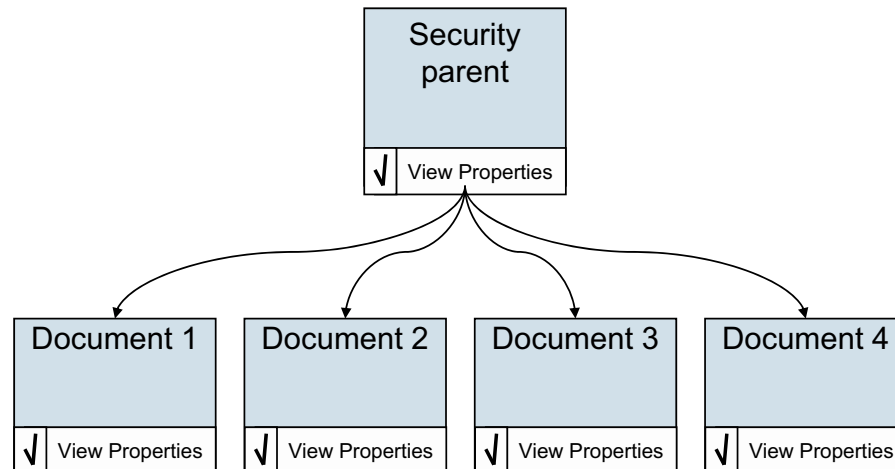 Security
parent
√ View Properties
Document 1
Document 2
Document 3
Document 4
√ View Properties
√ View Properties
√ View Properties
√ View Properties